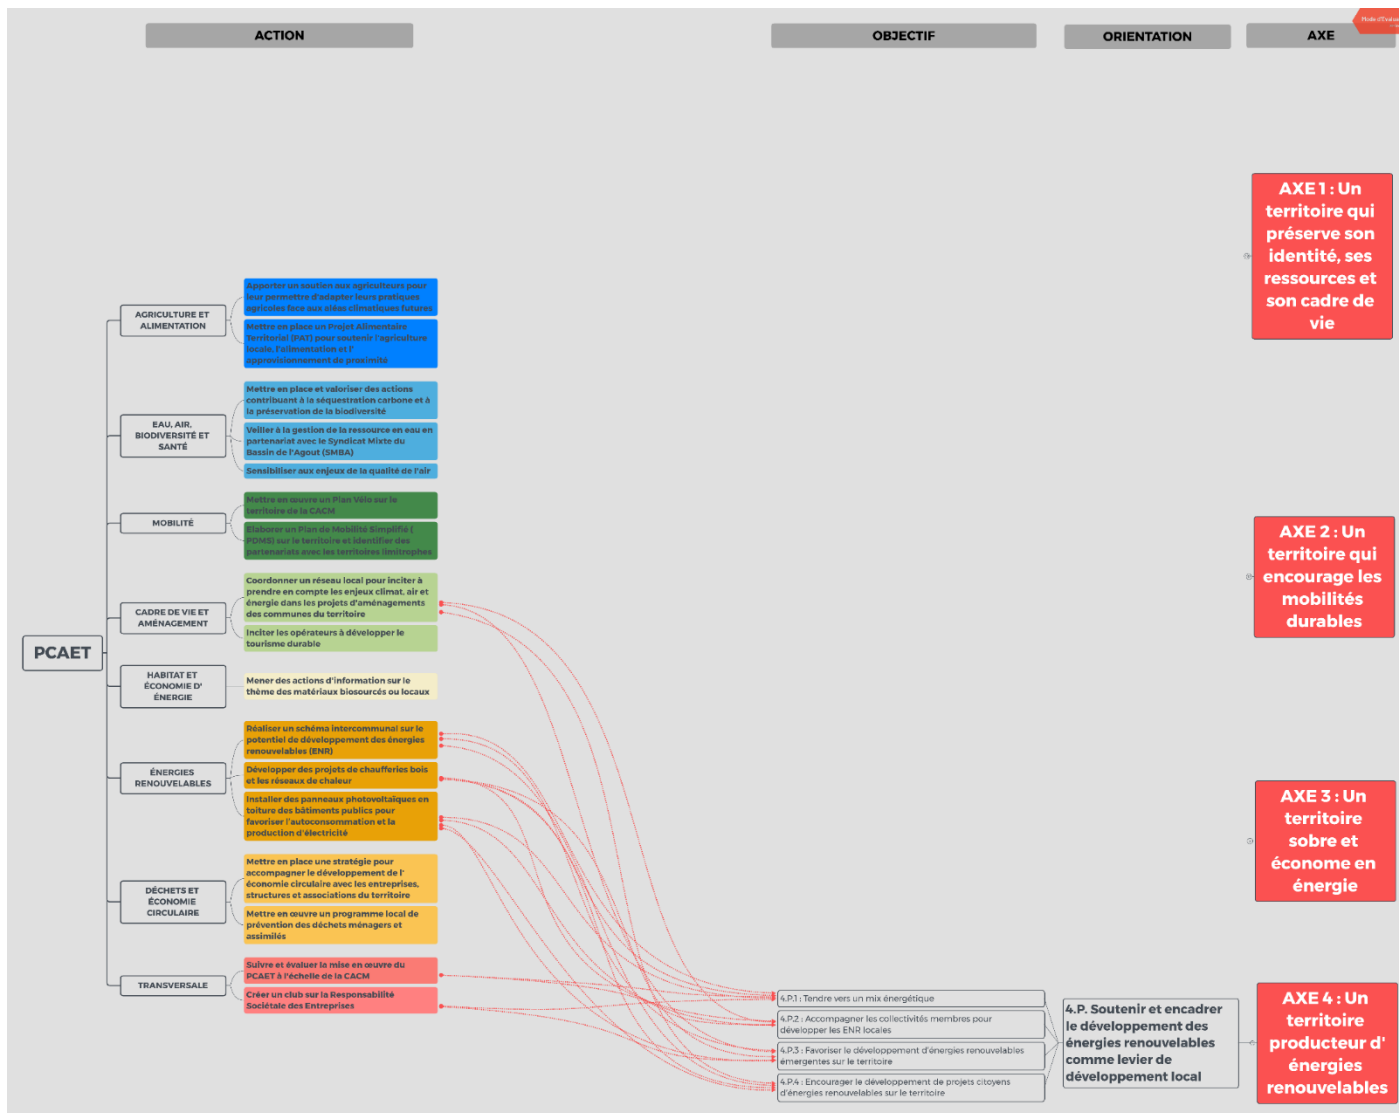 Mode d'Évalua
ACTION
OBJECTIF
ORIENTATION
AXE
PCAET
AGRICULTURE ET
ALIMENTATION
Apporter un soutien aux agriculteurs pour
leur permettre d'adapter leurs pratiques
agricoles face aux aléas climatiques futures
Mettre en place un Projet Alimentaire
Territorial (PAT) pour soutenir l'agriculture
locale, l'alimentation et l'
approvisionnement de proximité
EAU, AIR,
BIODIVERSITÉ ET
SANTÉ
Mettre en place et valoriser des actions
contribuant à la séquestration carbone et à
la préservation de la biodiversité
Veiller à la gestion de la ressource en eau en
partenariat avec le Syndicat Mixte du
Bassin de l'Agout (SMBA)
Sensibiliser aux enjeux de la qualité de l'air
MOBILITÉ
Mettre en œuvre un Plan Vélo sur le
territoire de la CACM
Elaborer un Plan de Mobilité Simplifié (
PDMS) sur le territoire et identifier des
partenariats avec les territoires limitrophes
CADRE DE VIE ET
AMÉNAGEMENT
Coordonner un réseau local pour inciter à
prendre en compte les enjeux climat, air et
énergie dans les projets d'aménagements
des communes du territoire
Inciter les opérateurs à développer le
tourisme durable
HABITAT ET
ÉCONOMIE D'
ÉNERGIE
Mener des actions d'information sur le
thème des matériaux biosourcés ou locaux
ÉNERGIES
RENOUVELABLES
Réaliser un schéma intercommunal sur le
potentiel de développement des énergies
renouvelables (ENR)
Développer des projets de chaufferies bois
et les réseaux de chaleur
Installer des panneaux photovoltaïques en
toiture des bâtiments publics pour
favoriser l'autoconsommation et la
production d'électricité
DÉCHETS ET
ÉCONOMIE
CIRCULAIRE
Mettre en place une stratégie pour
accompagner le développement de l'
économie circulaire avec les entreprises,
structures et associations du territoire
Mettre en œuvre un programme local de
prévention des déchets ménagers et
assimilés
TRANSVERSALE
Suivre et évaluer la mise en œuvre du
PCAET à l'échelle de la CACM
Créer un club sur la Responsabilité
Sociétale des Entreprises
4.P.1 : Tendre vers un mix énergétique
4.P.2 : Accompagner les collectivités membres pour
développer les ENR locales
4.P.3 : Favoriser le développement d'énergies renouvelables
émergentes sur le territoire
4.P.4 : Encourager le développement de projets citoyens
d'énergies renouvelables sur le territoire
4.P. Soutenir et encadrer
le développement des
énergies renouvelables
comme levier de
développement local
AXE 1 : Un
territoire qui
préserve son
identité, ses
ressources et
son cadre de
vie
AXE 2 : Un
territoire qui
encourage les
mobilités
durables
AXE 3 : Un
territoire
sobre et
économe en
énergie
AXE 4 : Un
territoire
producteur d'
énergies
renouvelables